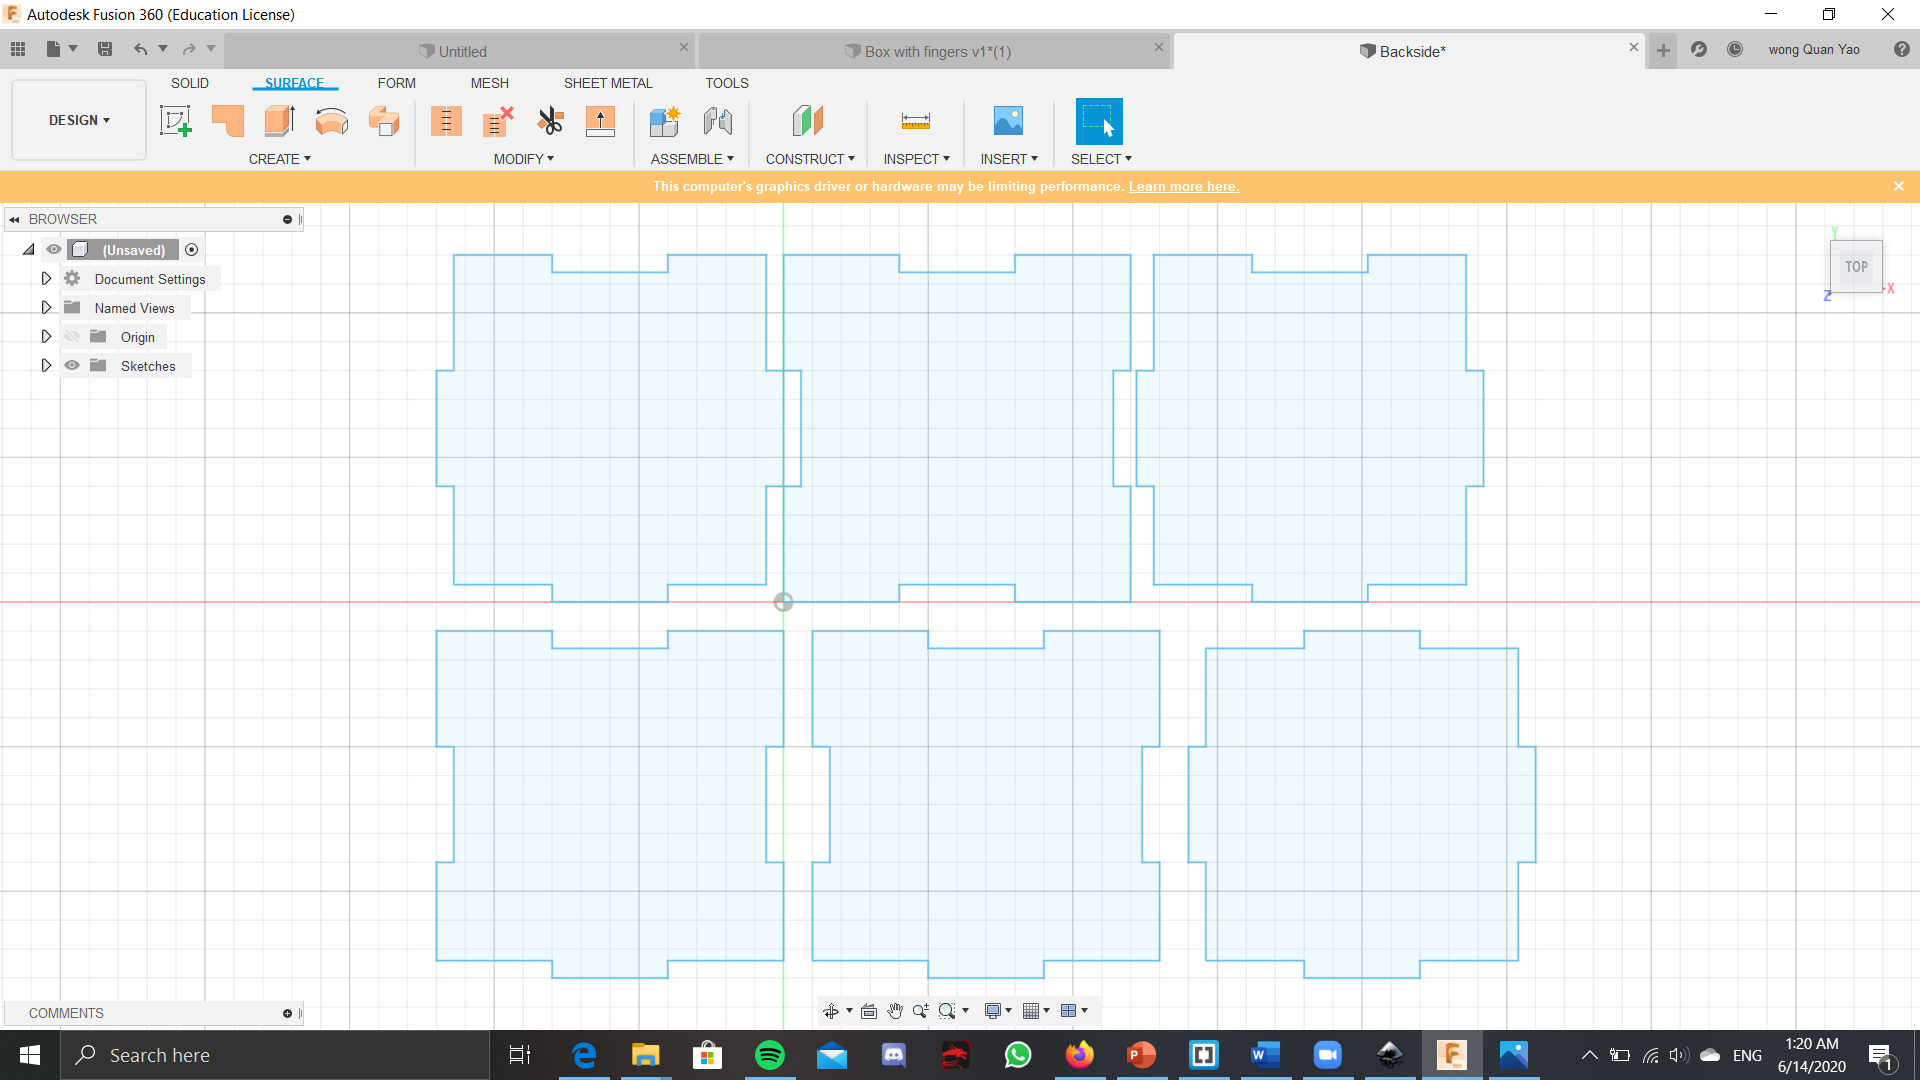 Autodesk Fusion 360 (Education License)
Untitled
Box with fingers v1*(1)
Backside*
wong Quan Yao
SOLID
SURFACE
FORM
MESH
SHEET METAL
TOOLS
DESIGN
CREATE
MODIFY
ASSEMBLE
CONSTRUCT
INSPECT
INSERT
SELECT
This computer's graphics driver or hardware may be limiting performance. Learn more here.
BROWSER
(Unsaved)
Document Settings
Named Views
Origin
Sketches
Y
TOP
X
Z
COMMENTS
Search here
ENG
1:20 AM
6/14/2020
1